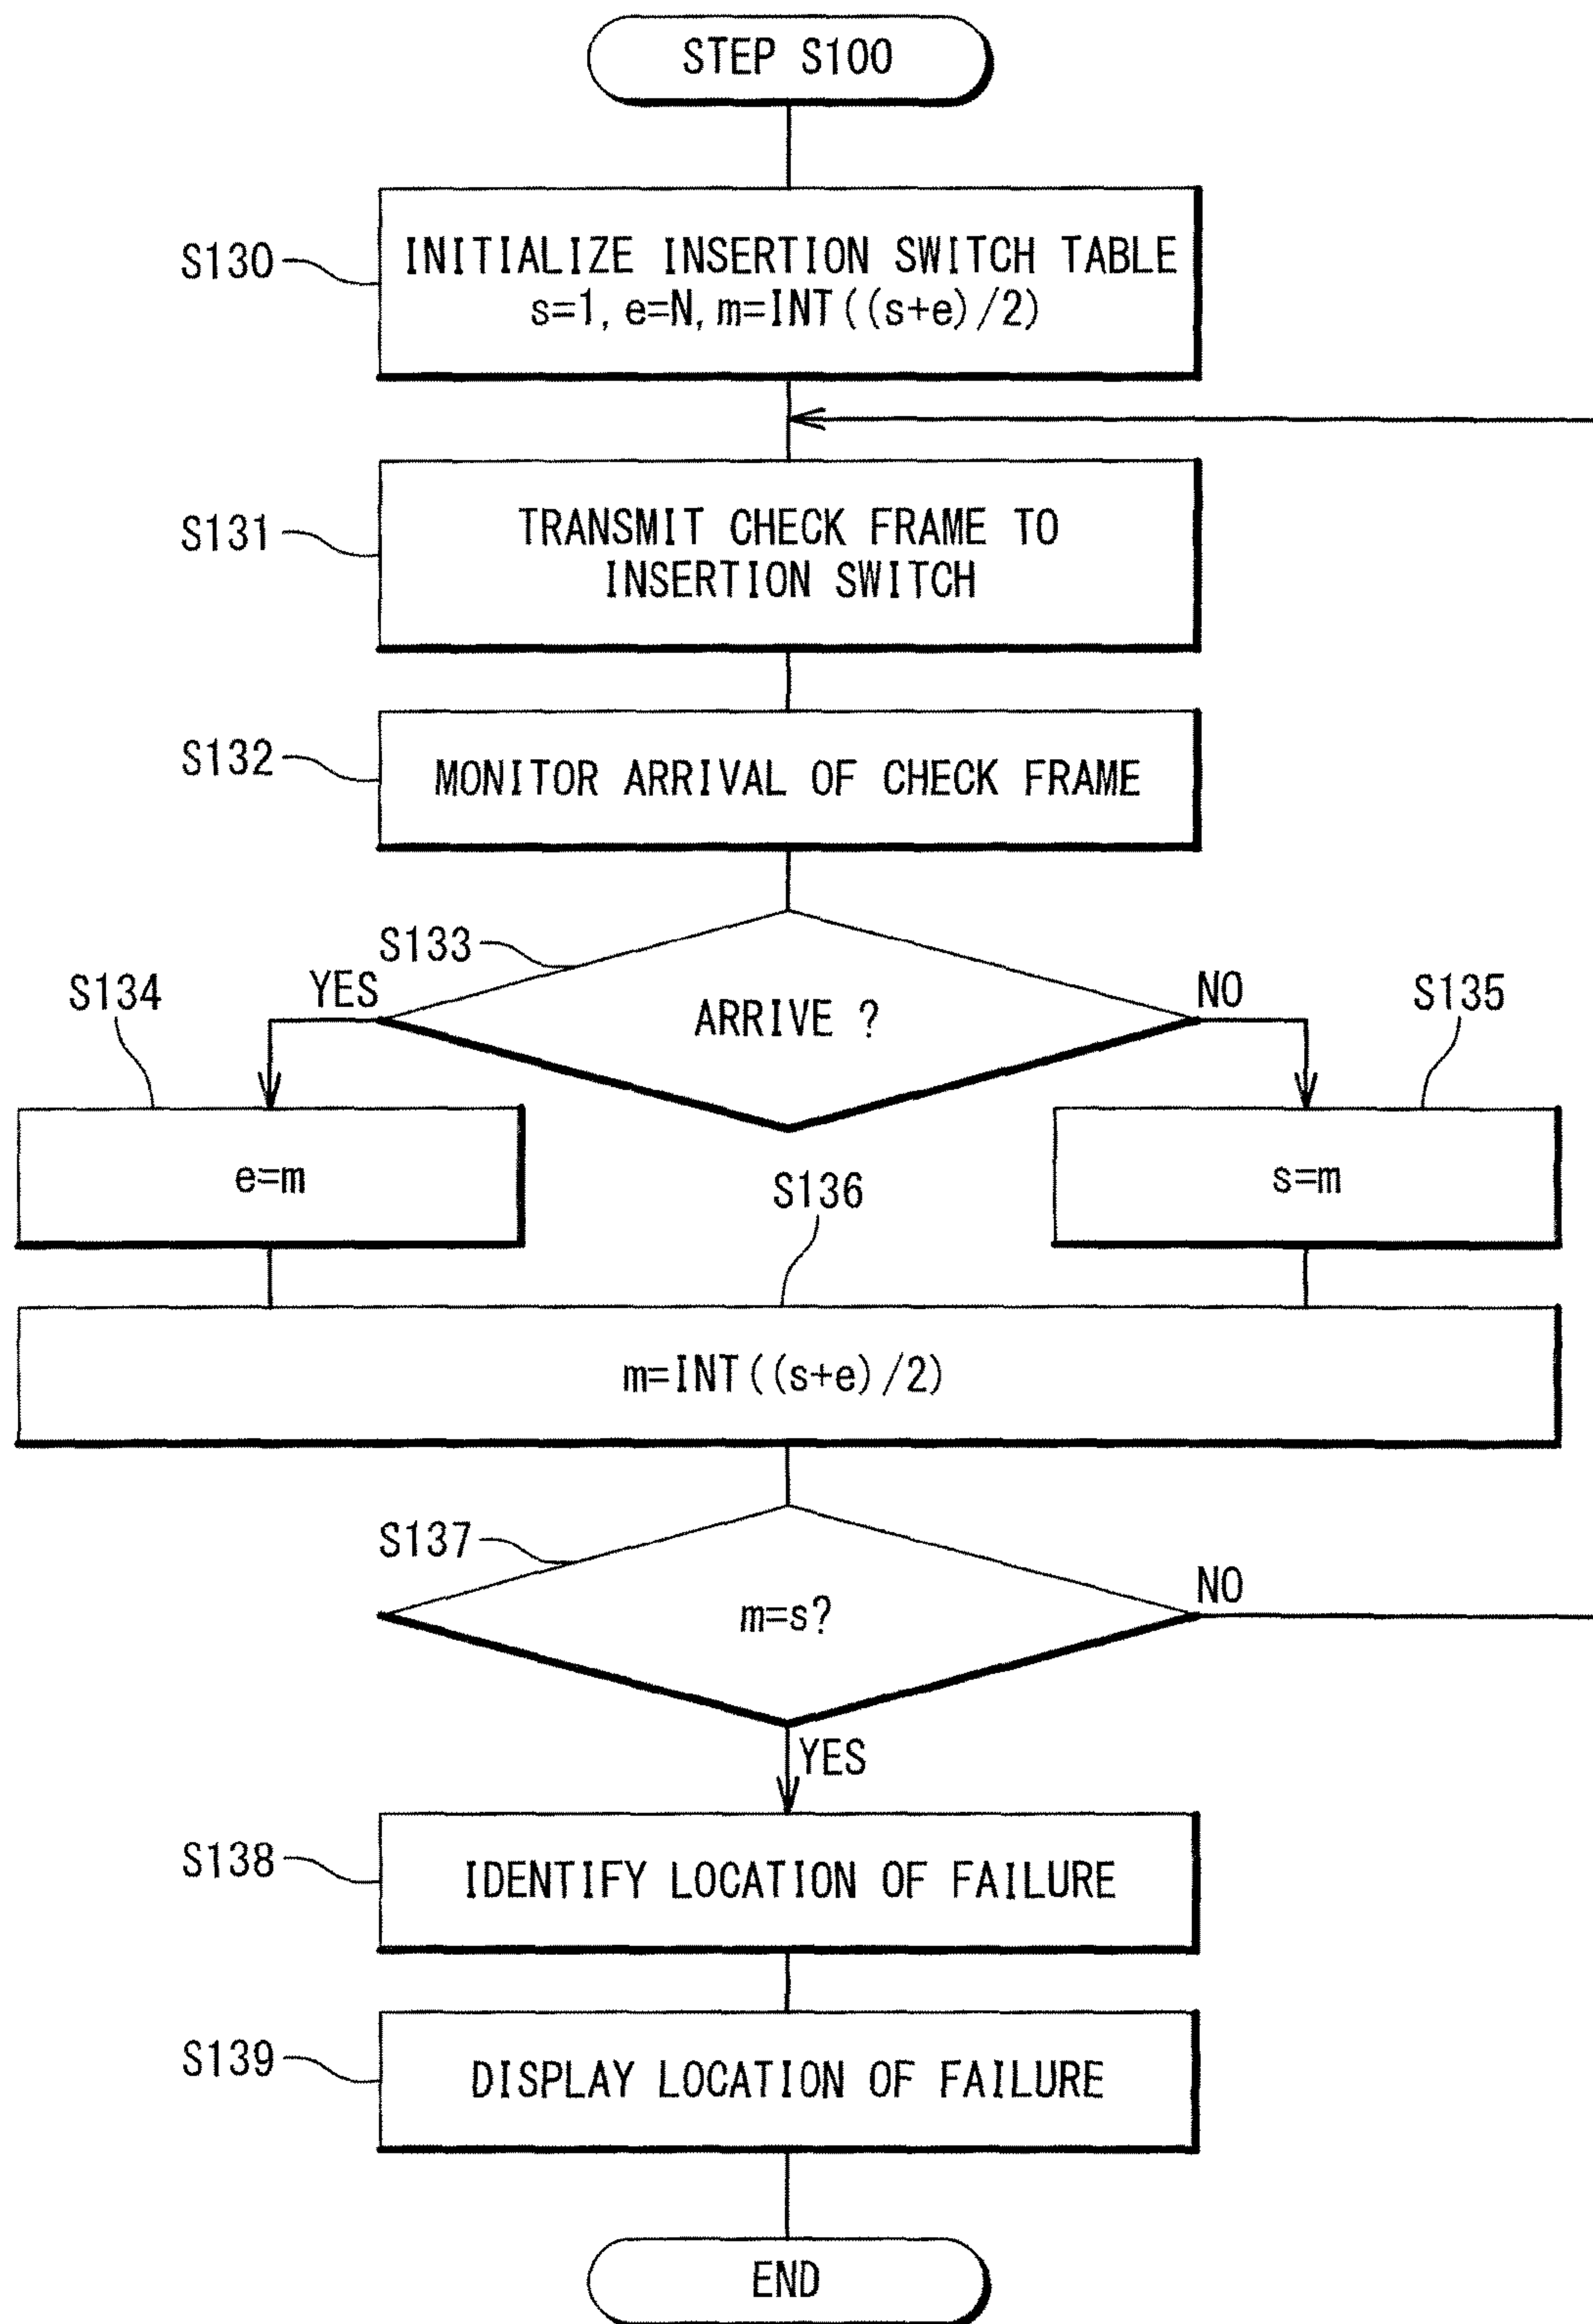 STEP S100
S130
INITIALIZE INSERTION SWITCH TABLE
s=1, e=N, m=INT((s+e)/2)
S131
TRANSMIT CHECK FRAME TO
INSERTION SWITCH
S132
MONITOR ARRIVAL OF CHECK FRAME
S133
ARRIVE ?
YES
NO
S134
e=m
S135
s=m
S136
m=INT((s+e)/2)
S137
m=s?
NO
YES
S138
IDENTIFY LOCATION OF FAILURE
S139
DISPLAY LOCATION OF FAILURE
END